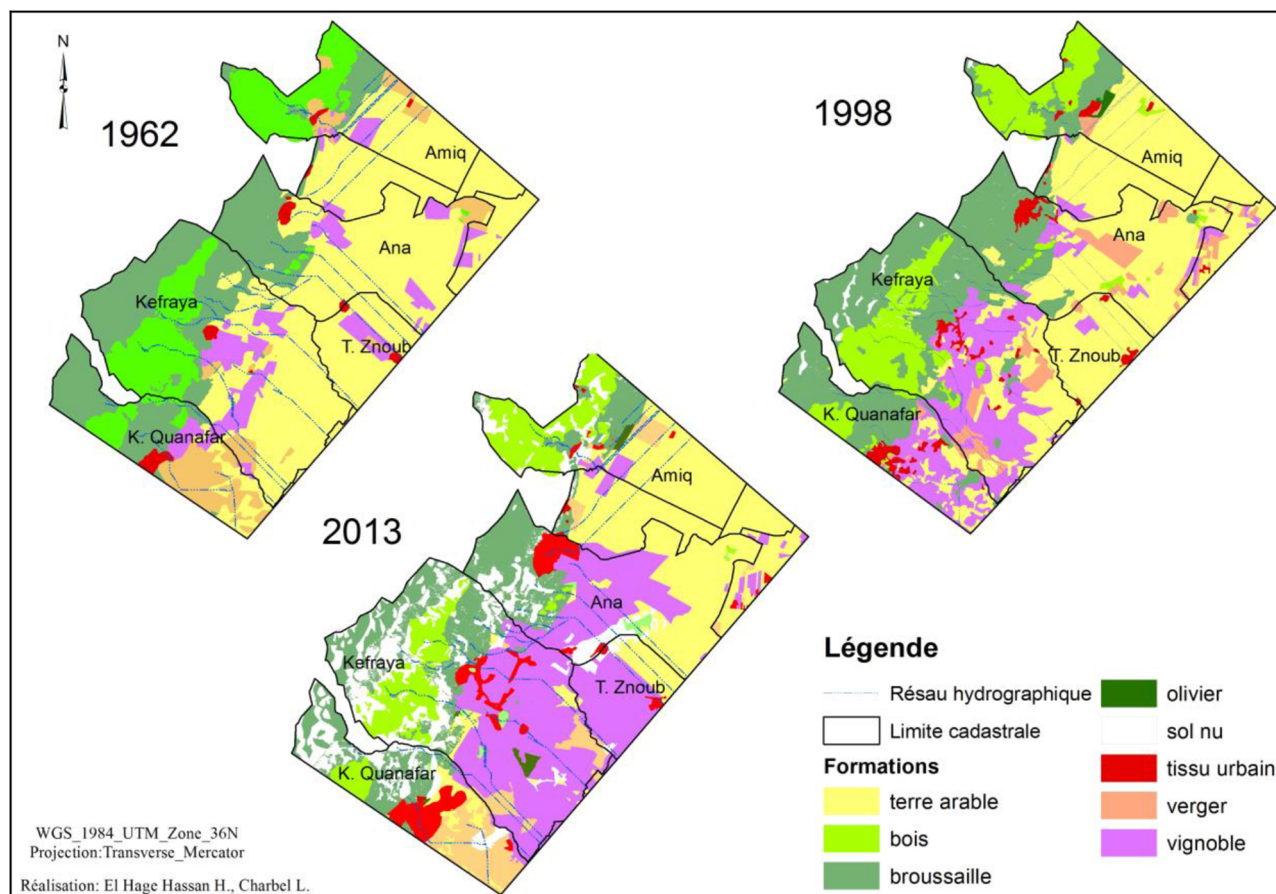 N
1962
Amiq
Ana
Kefraya
T. Znoub
K. Quanafar
1998
Amiq
Ana
Kefraya
T. Znoub
K. Quanafar
2013
Amiq
Ana
Kefraya
T. Znoub
K. Quanafar
WGS_1984_UTM_Zone_36N
Projection:Transverse_Mercator
Réalisation: El Hage Hassan H., Charbel L.
Légende
Résau hydrographique
Limite cadastrale
Formations
terre arable
bois
broussaille
olivier
sol nu
tissu urbain
verger
vignoble